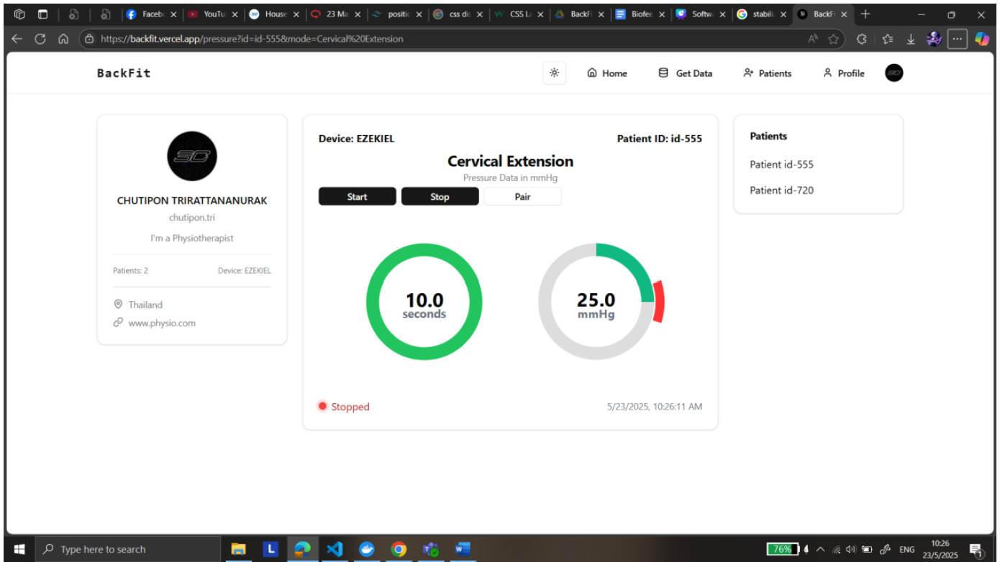 Facebo
YouTu
House
23 Ma
positio
css dis
CSS La
BackFi
Biofee
Softwa
stabili
BackFi
https://backfit.vercel.app/pressure?id=id-555&mode=Cervical%20Extension
BackFit
Home
Get Data
Patients
Profile
CHUTIPON TRIRATTANANURAK
chutipon.tri
I'm a Physiotherapist
Patients: 2 Device: EZEKIEL
Thailand
www.physio.com
Device: EZEKIEL Patient ID: id-555
Cervical Extension
Pressure Data in mmHg
Start Stop Pair
10.0
seconds
25.0
mmHg
Stopped 5/23/2025, 10:26:11 AM
Patients
Patient id-555
Patient id-720
Type here to search
76%
ENG
10:26
23/5/2025